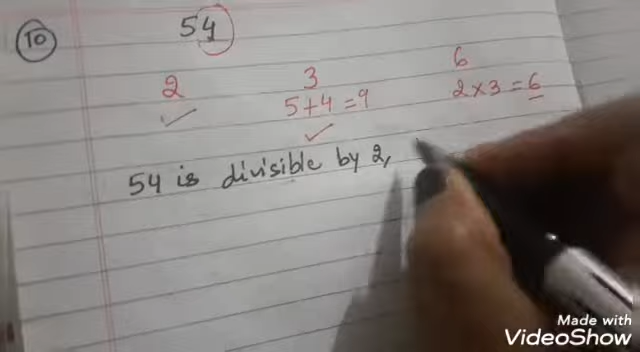 10 54
2 3 6
5+4=9 2×3=6
54 is divisible by 2,
Made with
VideoShow